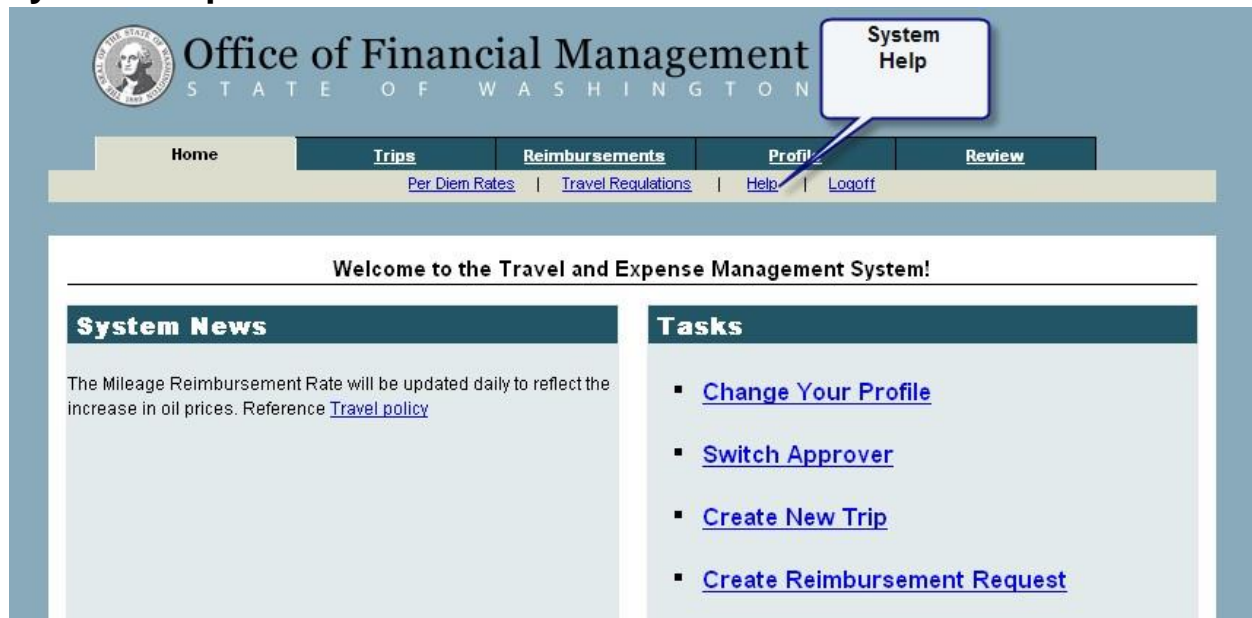 Office of Financial Management
STATE OF WASHINGTON
System
Help
Home Trips Reimbursements Profile Review
Per Diem Rates | Travel Regulations | Help | Logoff
Welcome to the Travel and Expense Management System!
System News
The Mileage Reimbursement Rate will be updated daily to reflect the
increase in oil prices. Reference Travel policy
Tasks
Change Your Profile
Switch Approver
Create New Trip
Create Reimbursement Request